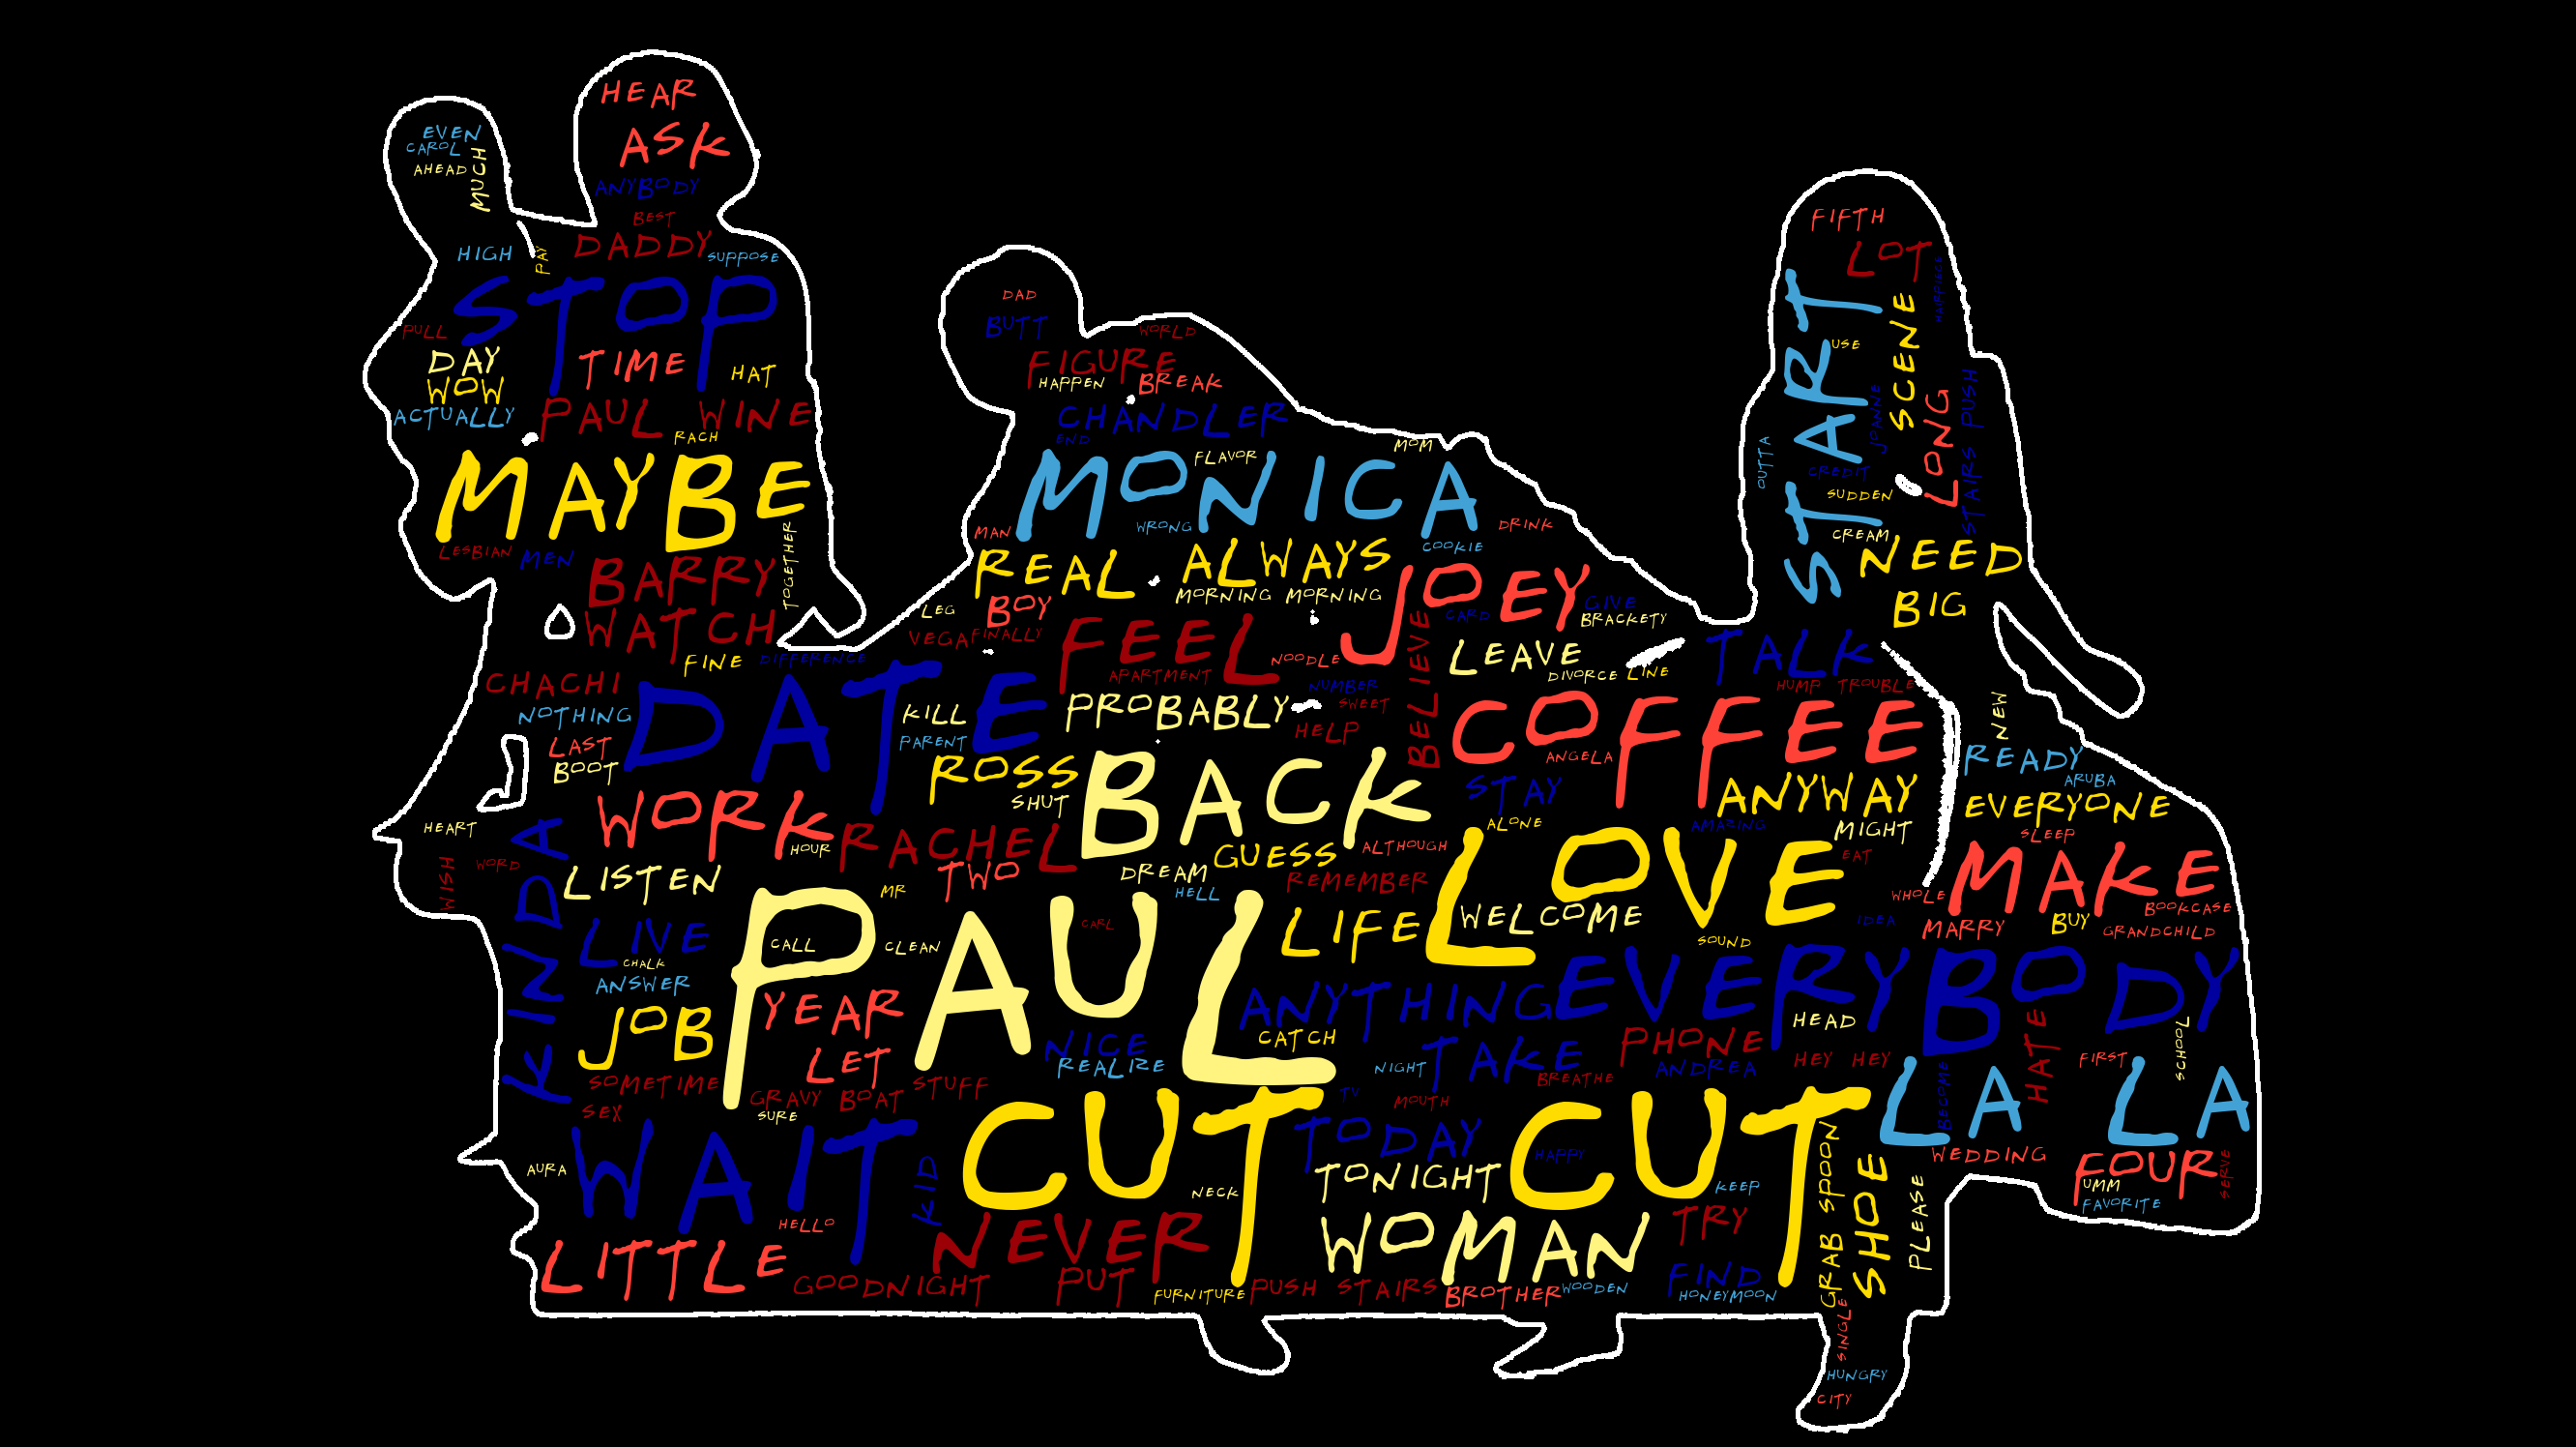 HEAR
ASK
ANYBODY
BEST
DADDY
SUPPOSE
EVEN
CAROL
AHEAD
MUCH
HIGH
PAY
STOP
PULL
DAY
TIME
HAT
WOW
ACTUALLY
PAUL
WINE
RACH
MAYBE
LESBIAN
MEN
BARRY
TOGETHER
WATCH
FINE
DIFFERENCE
DAD
BUTT
WORLD
FIGURE
HAPPEN
BREAK
CHANDLER
END
MOM
FLAVOR
MONICA
MAN
WRONG
DRINK
COOKIE
REAL
ALWAYS
MORNING MORNING
JOEY
LEG
BOY
CARD
GIVE
BRACKETY
VEGA
FINALLY
FEEL
NOODLE
BELIEVE
LEAVE
DIVORCE
LINE
APARTMENT
NUMBER
SWEET
FIFTH
LOT
HAIRPIECE
START
USE
SCENE
JOANNE
LONG
STAIRS PUSH
OUTTA
CREDIT
SUDDEN
CREAM
NEED
BIG
TALK
HUMP
TROUBLE
CHACHI
NOTHING
LAST
BOOT
DATE
KILL
PARENT
PROBABLY
HELP
COFFEE
ANGELA
NEW
READY
ARUBA
ROSS
SHUT
BACK
STAY
ANYWAY
EVERYONE
HEART
KINDA
WORK
HOUR
RACHEL
GUESS
ALTHOUGH
ALONE
AMAZING
MIGHT
SLEEP
WISH
WORD
LISTEN
MR
TWO
DREAM
HELL
REMEMBER
LOVE
EAT
WHOLE
MAKE
BOOKCASE
LIVE
CHALK
ANSWER
PAUL
CALL
CLEAN
CARL
LIFE
WELCOME
SOUND
IDEA
MARRY
BUY
GRANDCHILD
JOB
YEAR
LET
NICE
REALIZE
ANYTHING
CATCH
EVERYBODY
HEAD
SCHOOL
SOMETIME
SEX
GRAVY BOAT
STUFF
SURE
NIGHT
TAKE
PHONE
BREATHE
ANDREA
HEY HEY
HATE
FIRST
BECOME
LA LA
AURA
WAIT
KID
CUT CUT
NECK
TV
MOUTH
TODAY
HAPPY
TONIGHT
KEEP
GRAB SPOON
SHOE
PLEASE
WEDDING
FOUR
UMM
FAVORITE
SERVE
HELLO
LITTLE
GOODNIGHT
NEVER
PUT
FURNITURE
PUSH STAIRS
WOMAN
BROTHER
WOODEN
TRY
FIND
HONEYMOON
SINGLE
HUNGRY
CITY